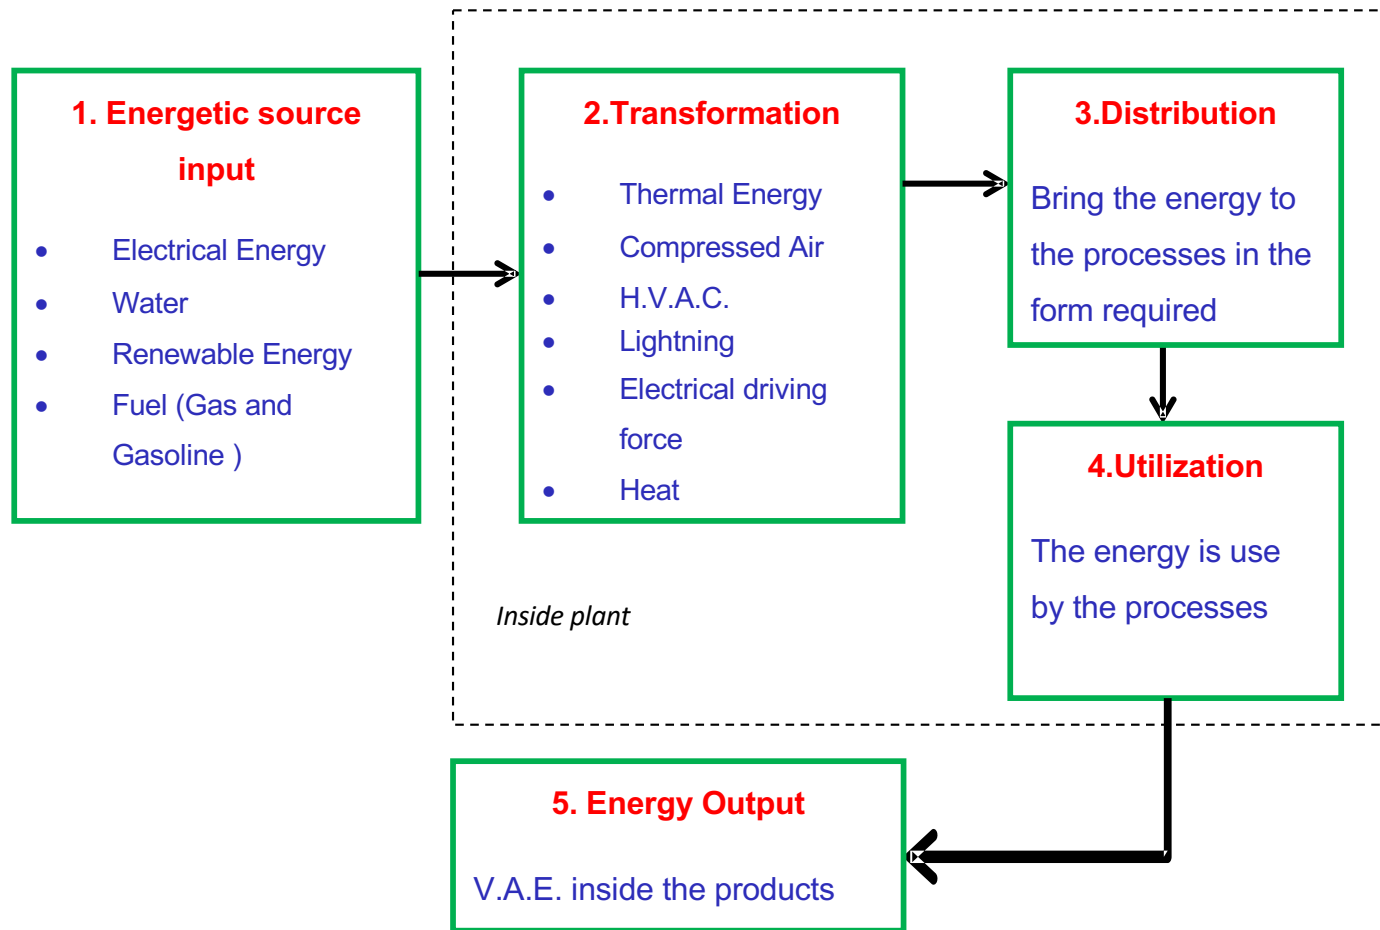 1. Energetic source
input
• Electrical Energy
• Water
• Renewable Energy
• Fuel (Gas and
Gasoline )
2.Transformation
• Thermal Energy
• Compressed Air
• H.V.A.C.
• Lightning
• Electrical driving
force
• Heat
3.Distribution
Bring the energy to
the processes in the
form required
4.Utilization
The energy is use
by the processes
Inside plant
5. Energy Output
V.A.E. inside the products